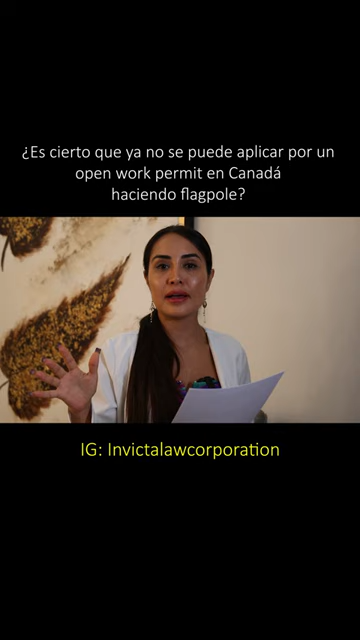 ¿Es cierto que ya no se puede aplicar por un
open work permit en Canadá
haciendo flagpole?
IG: Invictalawcorporation